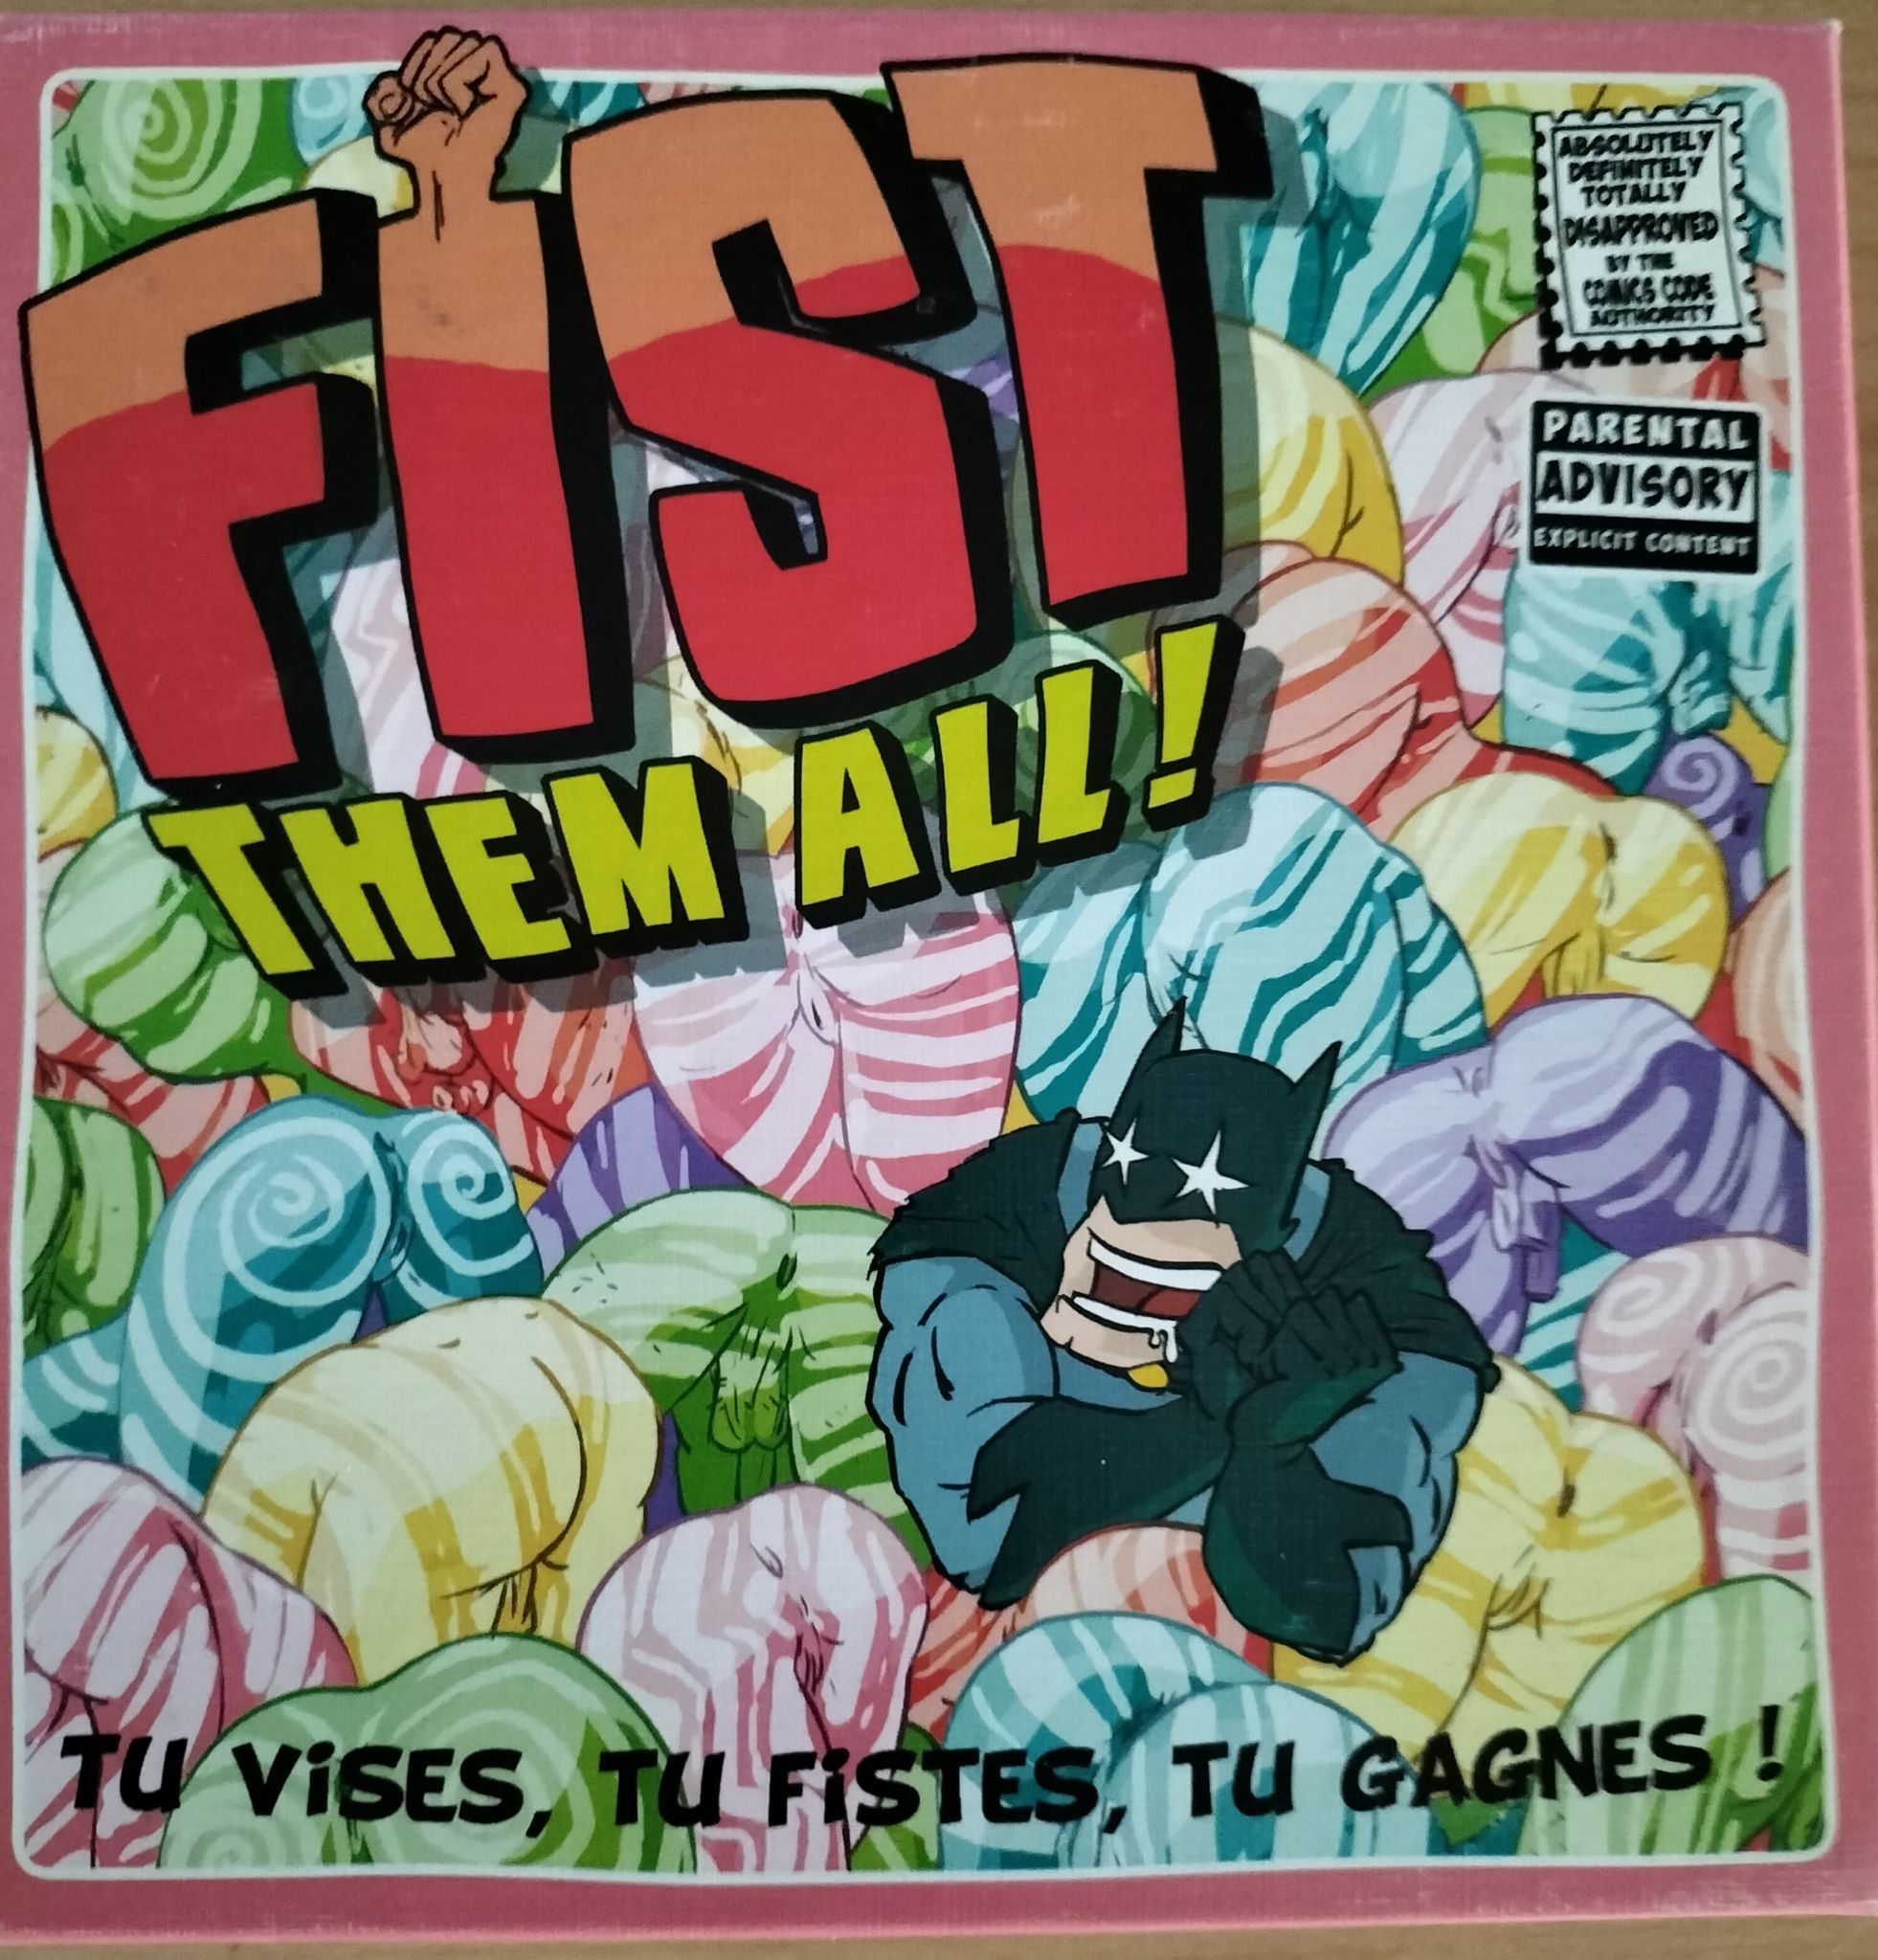 FIST
THEM ALL!
ABSOLUTELY
DEFINITELY
TOTALLY
DISAPPROVED
BY THE
COMICS CODE
AUTHORITY
PARENTAL
ADVISORY
EXPLICIT CONTENT
TU ViSES, TU FiSTES, TU GAGNES !